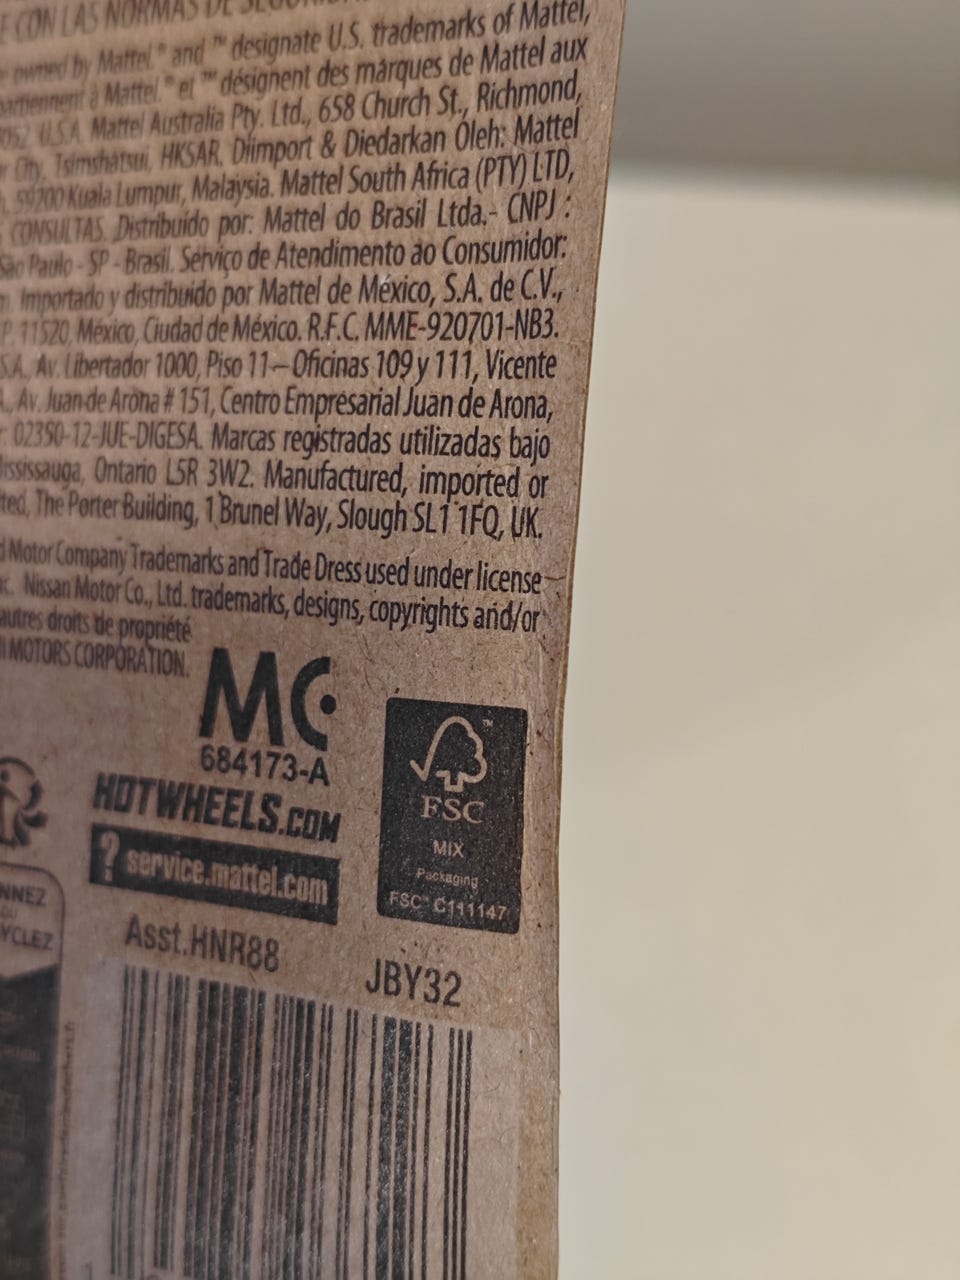 E CON LAS NORMAS DE
owned by Mattel.® and ™ designate U.S. trademarks of Mattel,
à Mattel.® et ™ désignent des marques de Mattel aux
U.S.A. Mattel Australia Pty. Ltd., 658 Church St., Richmond,
City, Tsimshatsui, HKSAR. Diimport & Diedarkan Oleh: Mattel
59200 Kuala Lumpur, Malaysia. Mattel South Africa (PTY) LTD,
CONSULTAS. Distribuido por: Mattel do Brasil Ltda.- CNPJ :
São Paulo - SP - Brasil. Serviço de Atendimento ao Consumidor:
Importado y distribuido por Mattel de México, S.A. de C.V.,
P. 11520, México, Ciudad de México. R.F.C. MME-920701-NB3.
S.A., Av. Libertador 1000, Piso 11 – Oficinas 109 y 111, Vicente
A., Av. Juan de Arona # 151, Centro Empresarial Juan de Arona,
02350-12-JUE-DIGESA. Marcas registradas utilizadas bajo
ississauga, Ontario L5R 3W2. Manufactured, imported or
ted, The Porter Building, 1 Brunel Way, Slough SL1 1FQ, UK.
d Motor Company Trademarks and Trade Dress used under license
nc. Nissan Motor Co., Ltd. trademarks, designs, copyrights and/or
autres droits de propriété
I MOTORS CORPORATION.
MC
684173-A
HOTWHEELS.COM
? service.mattel.com
FSC™
MIX
Packaging
FSC™ C111147
NNEZ
OU
YCLEZ
Asst.HNR88
JBY32